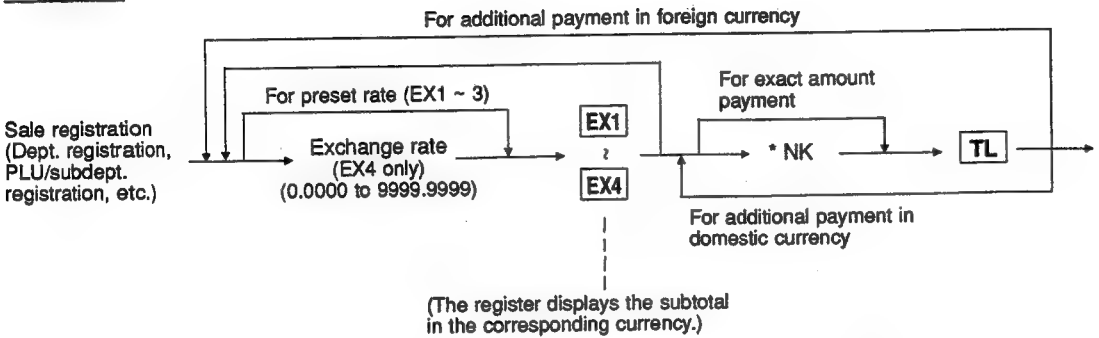 For additional payment in foreign currency
For preset rate (EX1 ~ 3)
For exact amount
payment
Sale registration
(Dept. registration,
PLU/subdept.
registration, etc.)
Exchange rate
(EX4 only)
(0.0000 to 9999.9999)
EX1
~
EX4
* NK
TL
For additional payment in
domestic currency
(The register displays the subtotal
in the corresponding currency.)